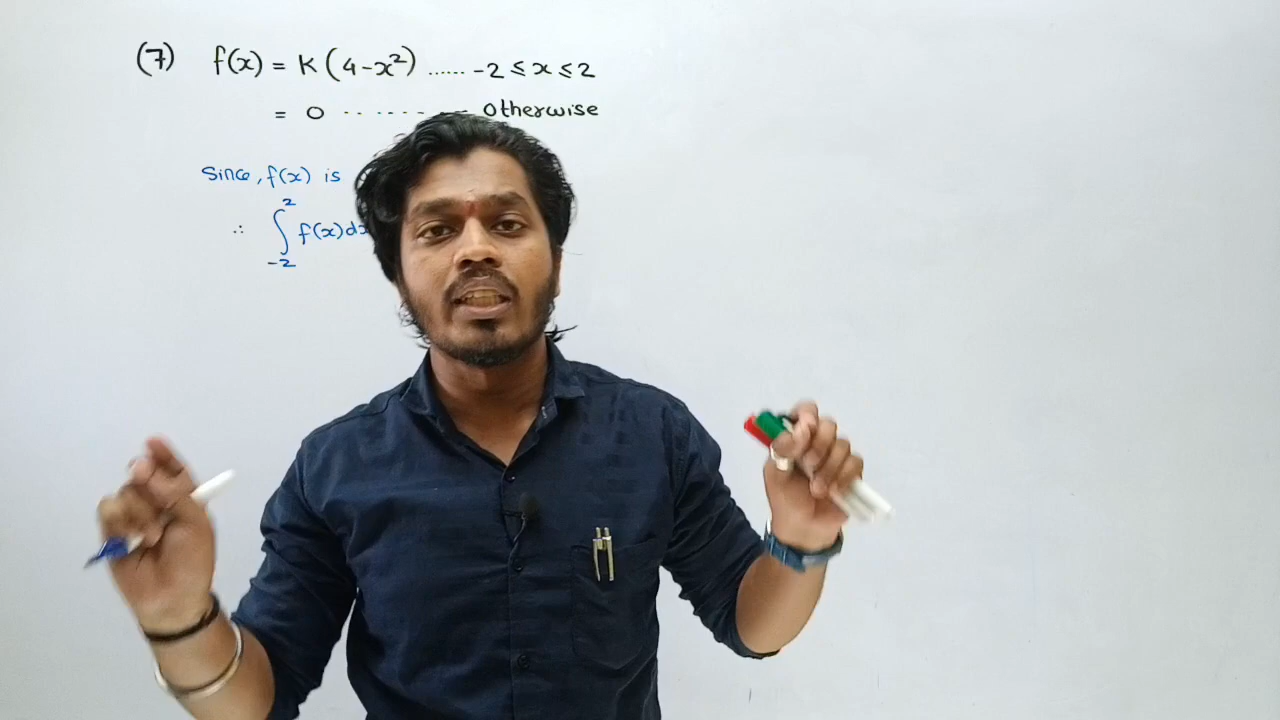 (7) f(x) = K (4-x²) ...... -2 ⩽ x ⩽ 2
= 0 ........ Otherwise
Since, f(x) is
∴ ∫₋₂² f(x)dx